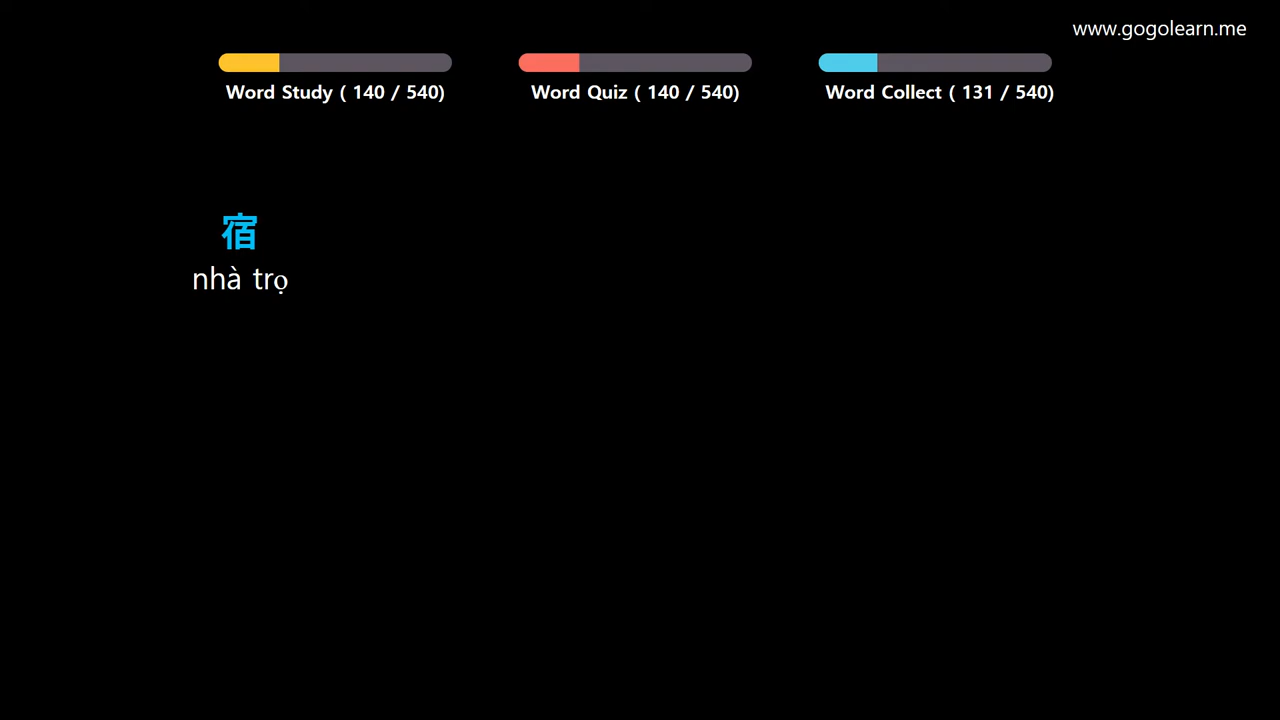 www.gogolearn.me
Word Study ( 140 / 540)
Word Quiz ( 140 / 540)
Word Collect ( 131 / 540)
宿
nhà trọ